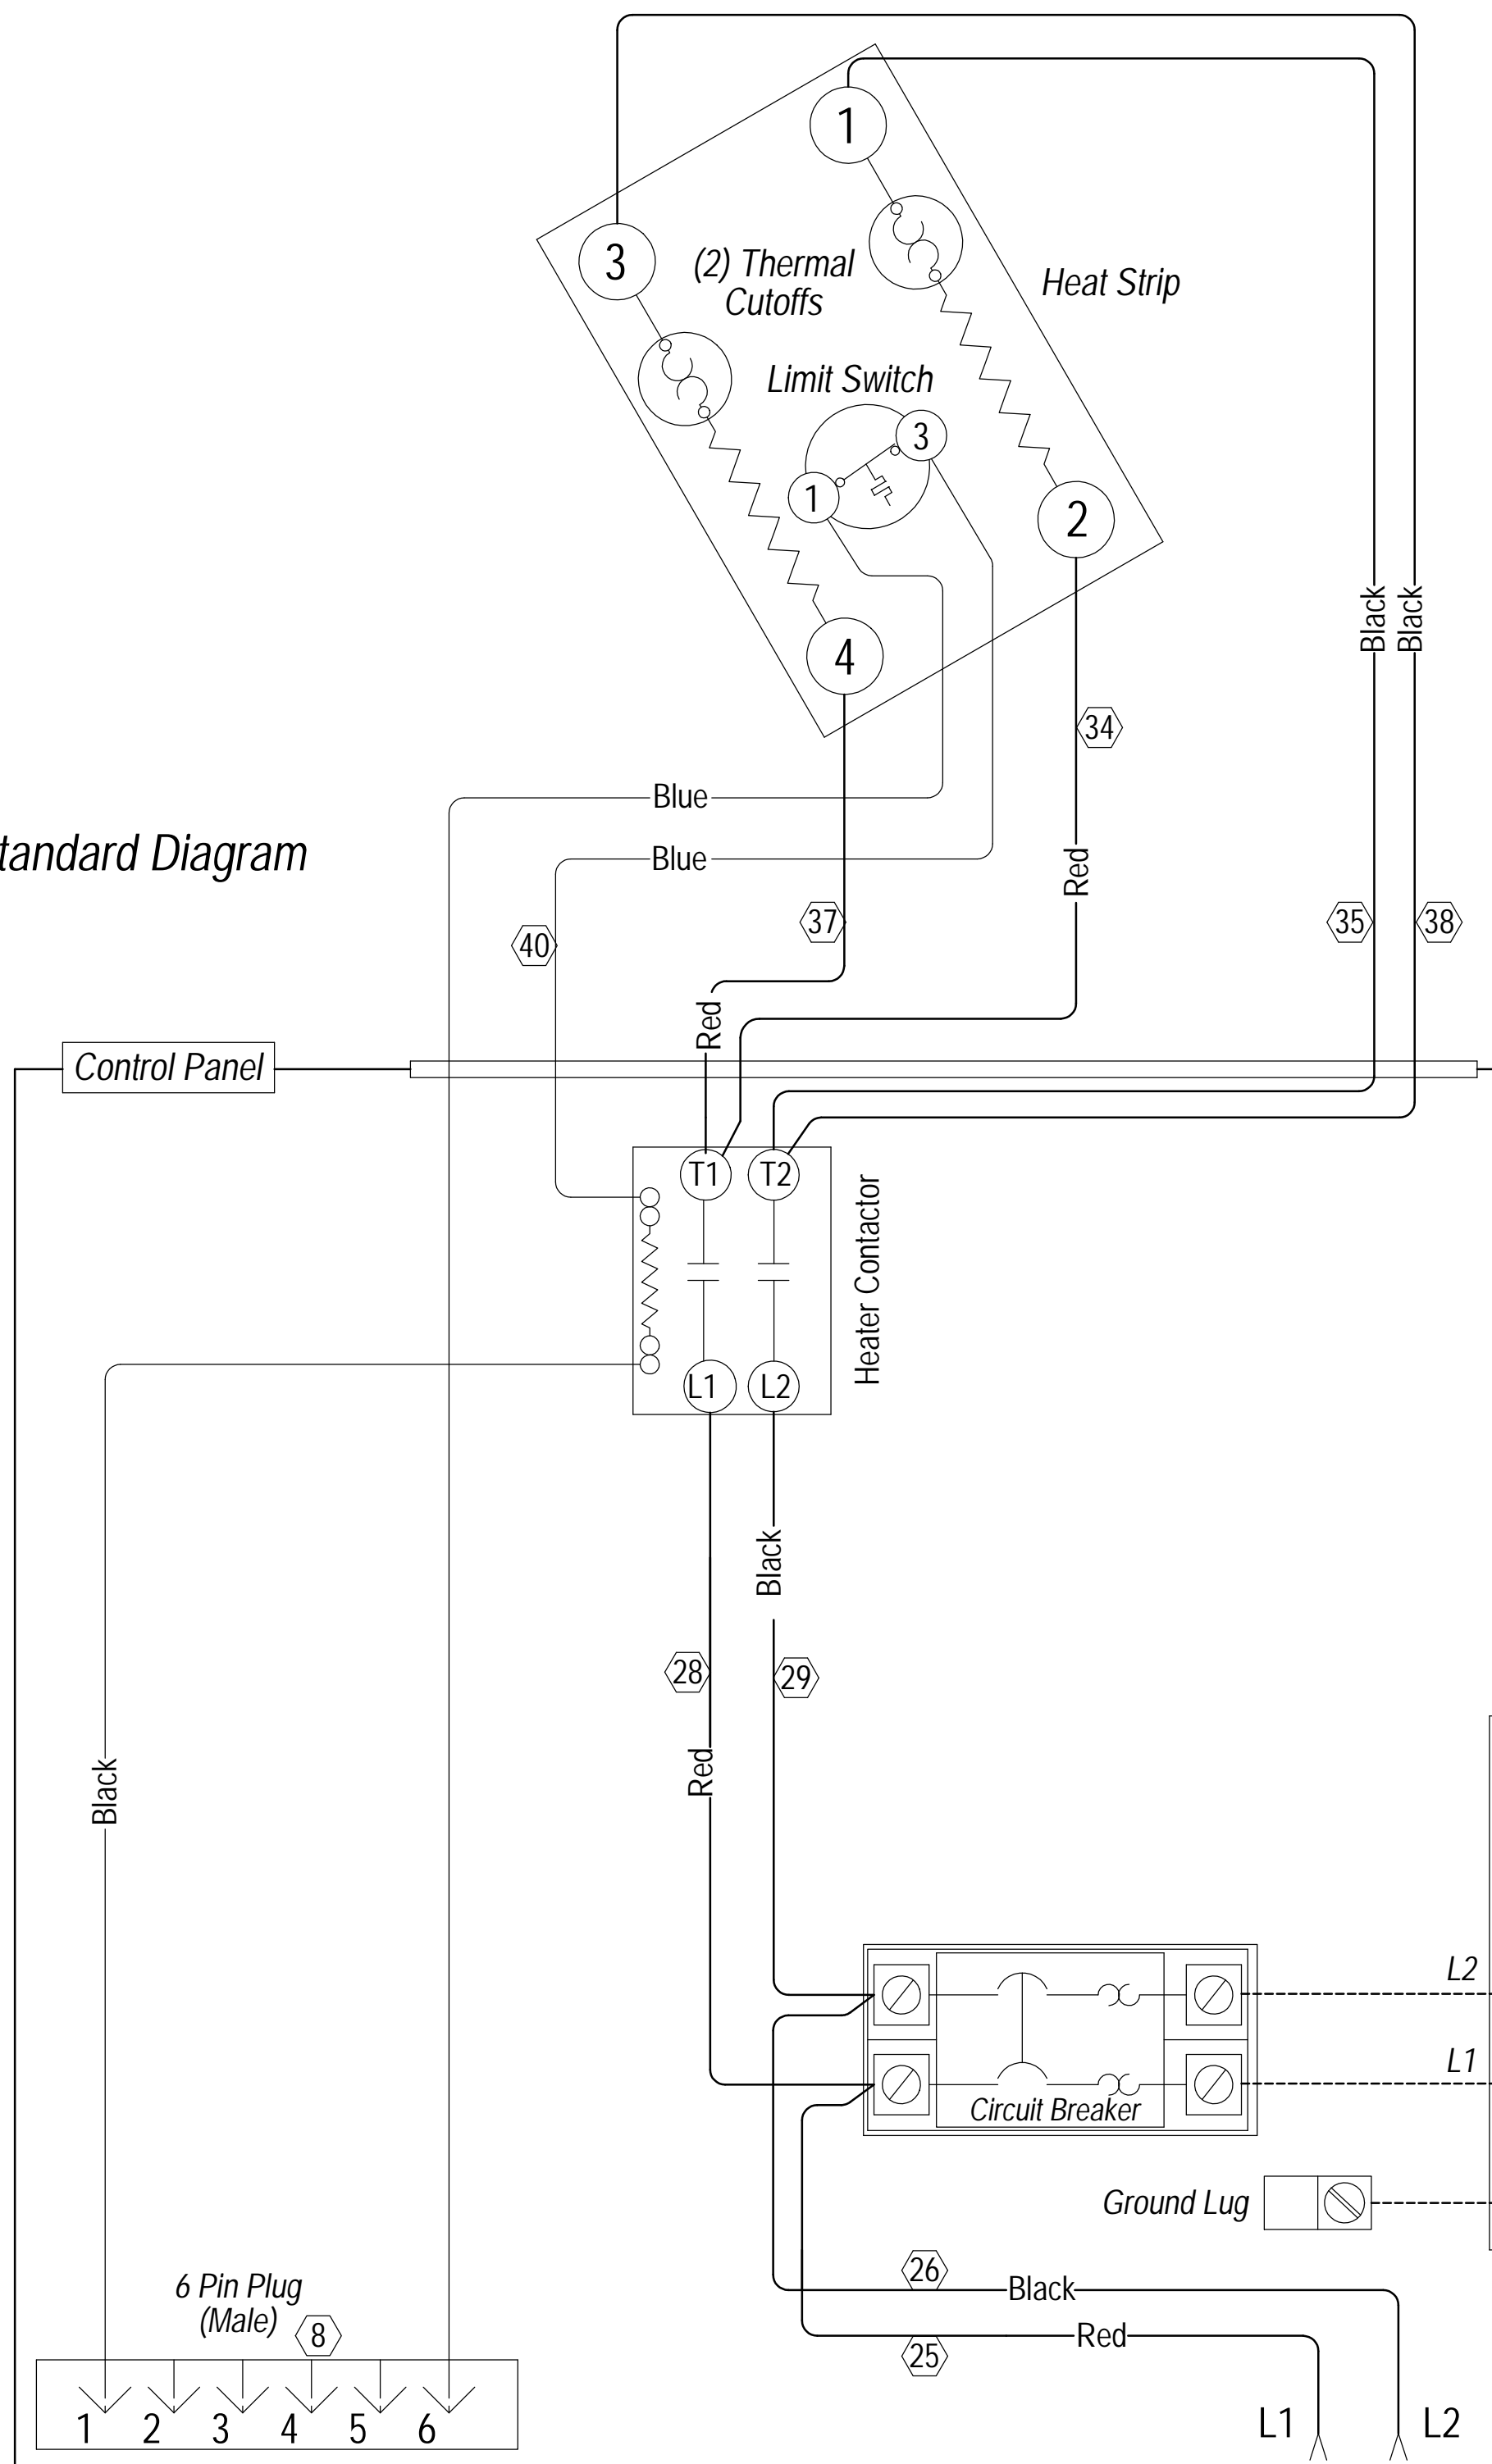 1
3
(2) Thermal
Cutoffs
Heat Strip
Limit Switch
3
1
2
4
Black
Black
34
Blue
Blue
Red
tandard Diagram
37
35
38
40
Red
Control Panel
T1
T2
Heater Contactor
L1
L2
Black
28
29
Red
Black
L2
L1
Circuit Breaker
Ground Lug
26
Black
Red
25
6 Pin Plug
(Male)
8
1 2 3 4 5 6
L1
L2